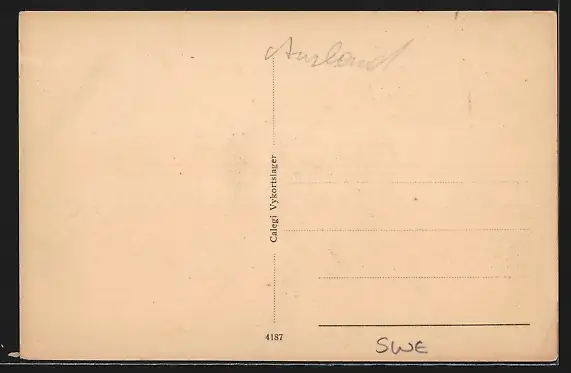 Ausland
Calegi Vykortslager
4187
SWE